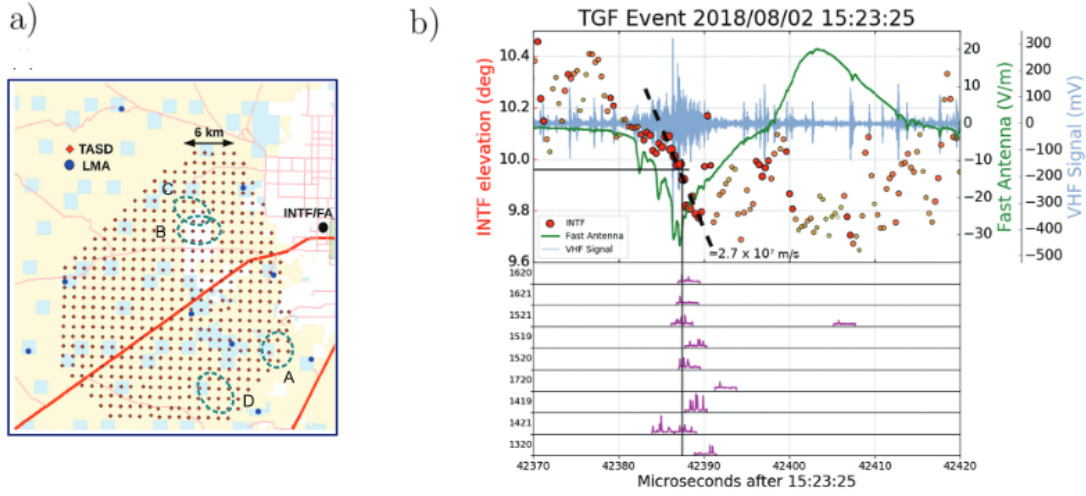 a)
6 km
TASD
LMA
C
B
INTF/FA
A
D
b)
TGF Event 2018/08/02 15:23:25
INTF elevation (deg)
10.4
10.2
10.0
9.8
9.6
INTF
Fast Antenna
VHF Signal
≈2.7 x 10⁷ m/s
20
10
0
−10
−20
−30
Fast Antenna (V/m)
300
200
100
0
−100
−200
−300
−400
−500
VHF Signal (mV)
1620
1621
1521
1519
1520
1720
1419
1421
1320
42370 42380 42390 42400 42410 42420
Microseconds after 15:23:25